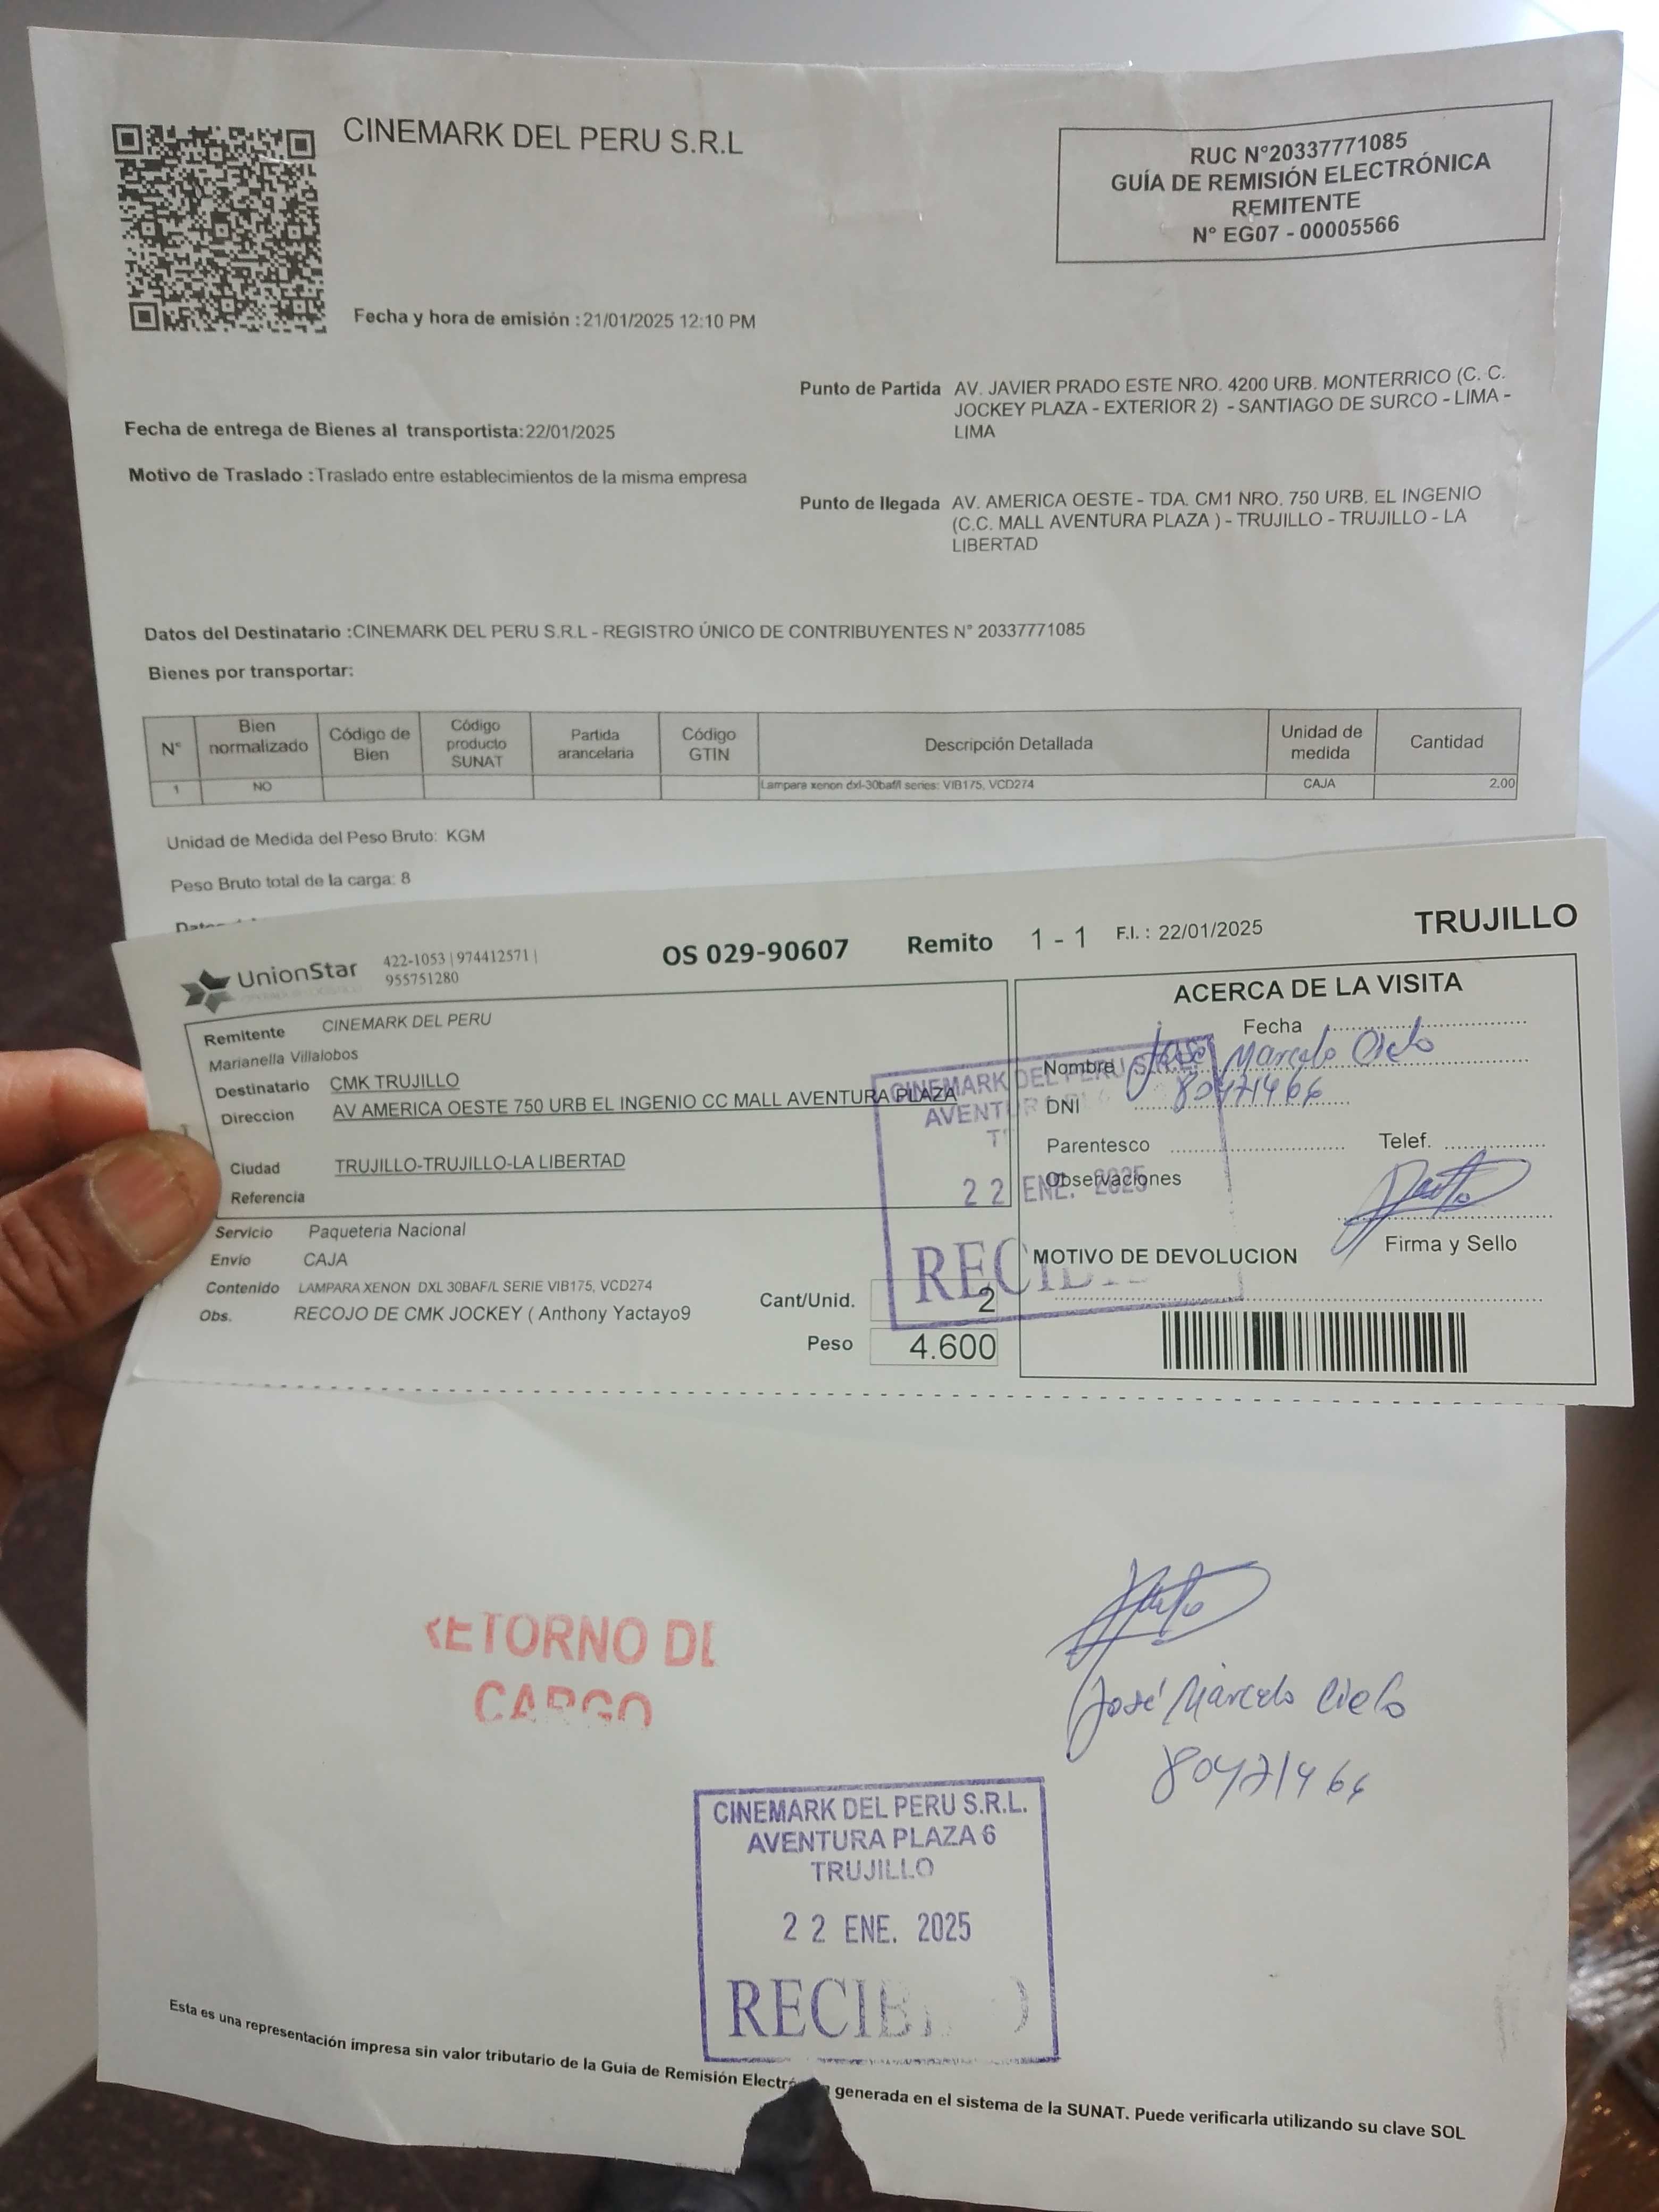 CINEMARK DEL PERU S.R.L
RUC N°20337771085
GUÍA DE REMISIÓN ELECTRÓNICA
REMITENTE
N° EG07 - 00005566
Fecha y hora de emisión :21/01/2025 12:10 PM
Punto de Partida AV. JAVIER PRADO ESTE NRO. 4200 URB. MONTERRICO (C. C.
JOCKEY PLAZA - EXTERIOR 2) - SANTIAGO DE SURCO - LIMA -
LIMA
Fecha de entrega de Bienes al transportista:22/01/2025
Motivo de Traslado :Traslado entre establecimientos de la misma empresa
Punto de llegada AV. AMERICA OESTE - TDA. CM1 NRO. 750 URB. EL INGENIO
(C.C. MALL AVENTURA PLAZA ) - TRUJILLO - TRUJILLO - LA
LIBERTAD
Datos del Destinatario :CINEMARK DEL PERU S.R.L - REGISTRO ÚNICO DE CONTRIBUYENTES N° 20337771085
Bienes por transportar:
N° Bien normalizado Código de Bien Código producto SUNAT Partida arancelaria Código GTIN Descripción Detallada Unidad de medida Cantidad
1 NO Lampara xenon dxl-30baf/l series: VIB175, VCD274 CAJA 2.00
Unidad de Medida del Peso Bruto: KGM
Peso Bruto total de la carga: 8
UnionStar
422-1053 | 974412571 |
955751280
OS 029-90607 Remito 1 - 1 F.I. : 22/01/2025 TRUJILLO
Remitente CINEMARK DEL PERU
Marianella Villalobos
Destinatario CMK TRUJILLO
Direccion AV AMERICA OESTE 750 URB EL INGENIO CC MALL AVENTURA PLAZA
Ciudad TRUJILLO-TRUJILLO-LA LIBERTAD
Referencia
Servicio Paqueteria Nacional
Envio CAJA
Contenido LAMPARA XENON DXL 30BAF/L SERIE VIB175, VCD274
Obs. RECOJO DE CMK JOCKEY ( Anthony Yactayo9
Cant/Unid. 2
Peso 4.600
ACERCA DE LA VISITA
Fecha
Nombre José Marcelo Cielo
DNI 80471466
Parentesco Telef.
Observaciones
Firma y Sello
MOTIVO DE DEVOLUCION
CINEMARK DEL PERU S.R.L.
22 ENE. 2025
RETORNO DE
CARGO
José Marcelo Cielo
80471466
CINEMARK DEL PERU S.R.L.
AVENTURA PLAZA 6
TRUJILLO
22 ENE. 2025
RECIBIDO
Esta es una representación impresa sin valor tributario de la Guía de Remisión Electrónica generada en el sistema de la SUNAT. Puede verificarla utilizando su clave SOL